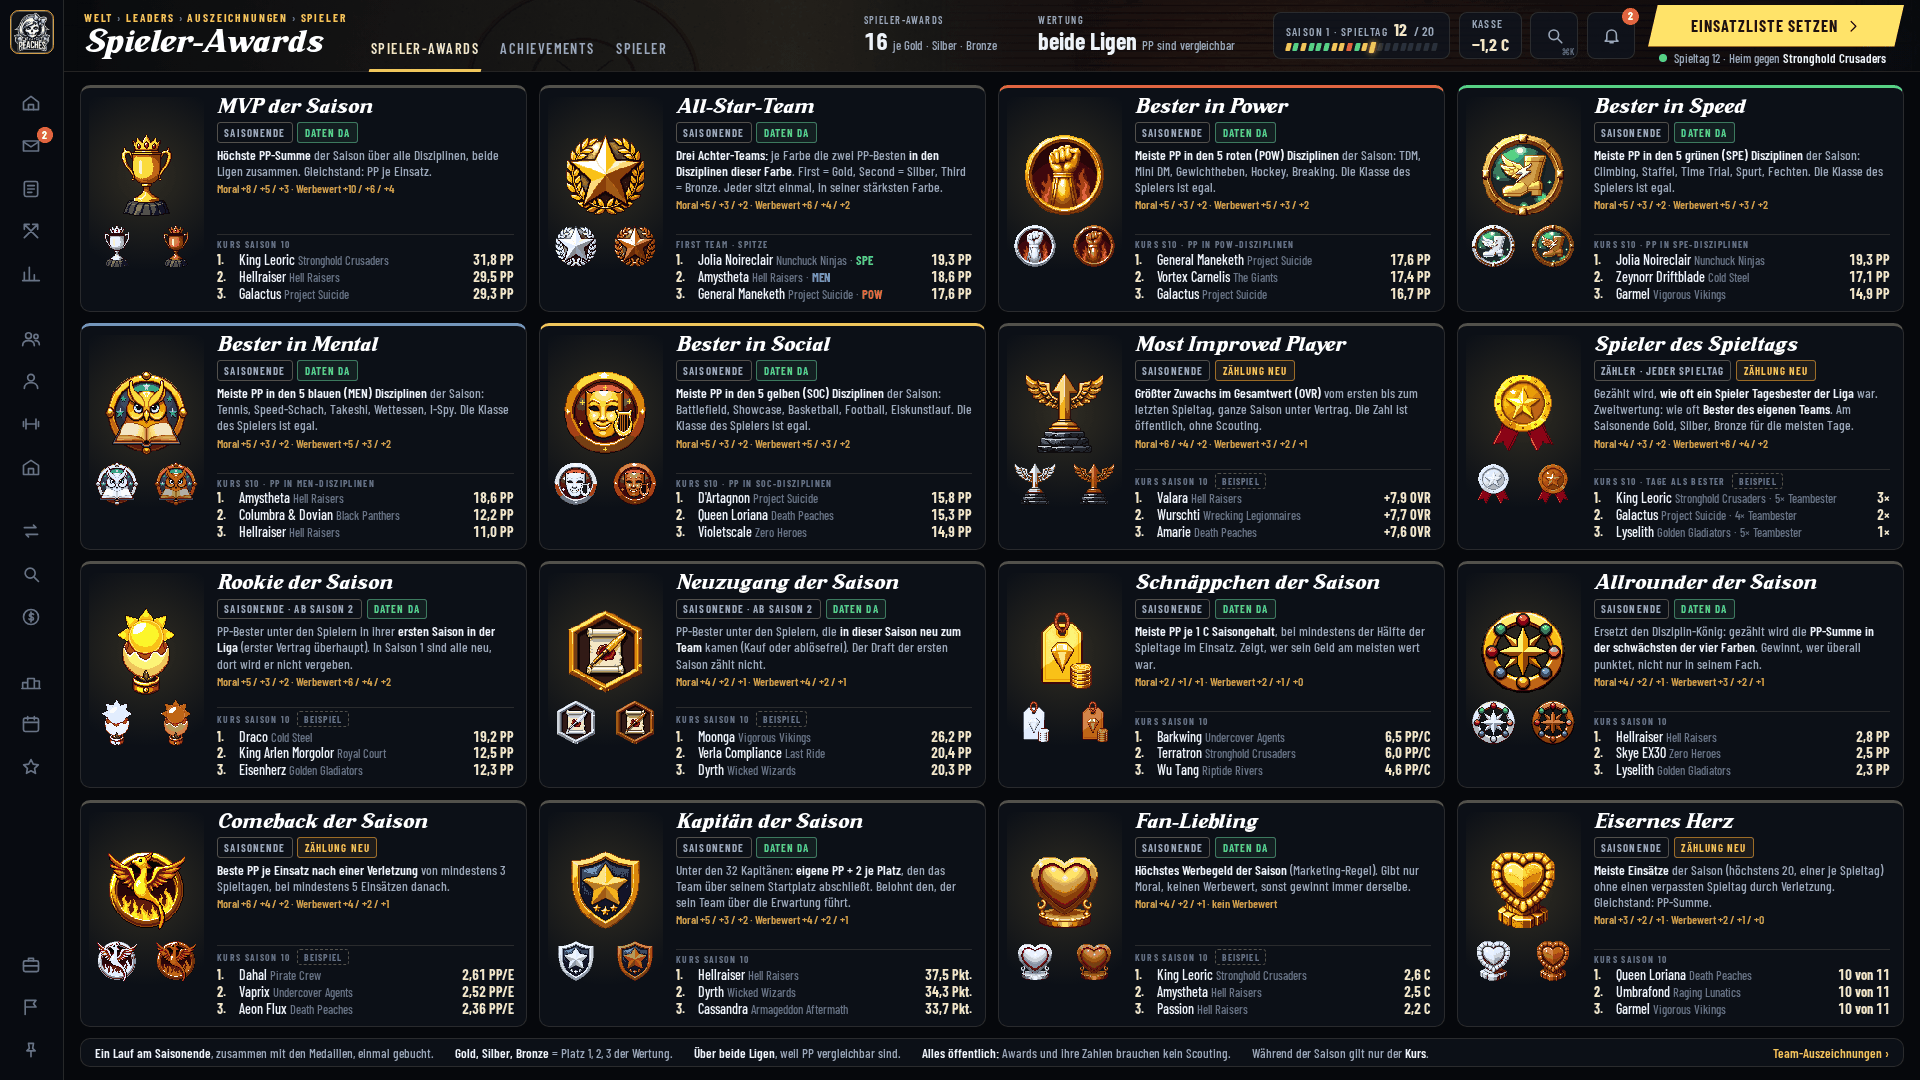 WELT › LEADERS › AUSZEICHNUNGEN › SPIELER
Spieler-Awards
SPIELER-AWARDS
ACHIEVEMENTS
SPIELER
SPIELER-AWARDS
16 je Gold · Silber · Bronze
WERTUNG
beide Ligen PP sind vergleichbar
SAISON 1 · SPIELTAG 12 / 20
KASSE
−1,2 C
⌘K
2
EINSATZLISTE SETZEN ›
Spieltag 12 · Heim gegen Stronghold Crusaders
2
PEACHES
MVP der Saison
SAISONENDE DATEN DA
Höchste PP-Summe der Saison über alle Disziplinen, beide
Ligen zusammen. Gleichstand: PP je Einsatz.
Moral +8 / +5 / +3 · Werbewert +10 / +6 / +4
KURS SAISON 10
1. King Leoric Stronghold Crusaders 31,8 PP
2. Hellraiser Hell Raisers 29,5 PP
3. Galactus Project Suicide 29,3 PP
All-Star-Team
SAISONENDE DATEN DA
Drei Achter-Teams: je Farbe die zwei PP-Besten in den
Disziplinen dieser Farbe. First = Gold, Second = Silber, Third
= Bronze. Jeder sitzt einmal, in seiner stärksten Farbe.
Moral +5 / +3 / +2 · Werbewert +6 / +4 / +2
FIRST TEAM · SPITZE
1. Jolia Noireclair Nunchuck Ninjas · SPE 19,3 PP
2. Amystheta Hell Raisers · MEN 18,6 PP
3. General Maneketh Project Suicide · POW 17,6 PP
Bester in Power
SAISONENDE DATEN DA
Meiste PP in den 5 roten (POW) Disziplinen der Saison: TDM,
Mini DM, Gewichtheben, Hockey, Breaking. Die Klasse des
Spielers ist egal.
Moral +5 / +3 / +2 · Werbewert +5 / +3 / +2
KURS S10 · PP IN POW-DISZIPLINEN
1. General Maneketh Project Suicide 17,6 PP
2. Vortex Carnelis The Giants 17,4 PP
3. Galactus Project Suicide 16,7 PP
Bester in Speed
SAISONENDE DATEN DA
Meiste PP in den 5 grünen (SPE) Disziplinen der Saison:
Climbing, Staffel, Time Trial, Spurt, Fechten. Die Klasse des
Spielers ist egal.
Moral +5 / +3 / +2 · Werbewert +5 / +3 / +2
KURS S10 · PP IN SPE-DISZIPLINEN
1. Jolia Noireclair Nunchuck Ninjas 19,3 PP
2. Zeynorr Driftblade Cold Steel 17,1 PP
3. Garmel Vigorous Vikings 14,9 PP
Bester in Mental
SAISONENDE DATEN DA
Meiste PP in den 5 blauen (MEN) Disziplinen der Saison:
Tennis, Speed-Schach, Takeshi, Wettessen, I-Spy. Die Klasse
des Spielers ist egal.
Moral +5 / +3 / +2 · Werbewert +5 / +3 / +2
KURS S10 · PP IN MEN-DISZIPLINEN
1. Amystheta Hell Raisers 18,6 PP
2. Columbra & Dovian Black Panthers 12,2 PP
3. Hellraiser Hell Raisers 11,0 PP
Bester in Social
SAISONENDE DATEN DA
Meiste PP in den 5 gelben (SOC) Disziplinen der Saison:
Battlefield, Showcase, Basketball, Football, Eiskunstlauf. Die
Klasse des Spielers ist egal.
Moral +5 / +3 / +2 · Werbewert +5 / +3 / +2
KURS S10 · PP IN SOC-DISZIPLINEN
1. D'Artagnon Project Suicide 15,8 PP
2. Queen Loriana Death Peaches 15,3 PP
3. Violetscale Zero Heroes 14,9 PP
Most Improved Player
SAISONENDE ZÄHLUNG NEU
Größter Zuwachs im Gesamtwert (OVR) vom ersten bis zum
letzten Spieltag, ganze Saison unter Vertrag. Die Zahl ist
öffentlich, ohne Scouting.
Moral +6 / +4 / +2 · Werbewert +3 / +2 / +1
KURS SAISON 10 BEISPIEL
1. Valara Hell Raisers +7,9 OVR
2. Wurschti Wrecking Legionnaires +7,7 OVR
3. Amarie Death Peaches +7,6 OVR
Spieler des Spieltags
ZÄHLER · JEDER SPIELTAG ZÄHLUNG NEU
Gezählt wird, wie oft ein Spieler Tagesbester der Liga war.
Zweitwertung: wie oft Bester des eigenen Teams. Am
Saisonende Gold, Silber, Bronze für die meisten Tage.
Moral +4 / +3 / +2 · Werbewert +6 / +4 / +2
KURS S10 · TAGE ALS BESTER BEISPIEL
1. King Leoric Stronghold Crusaders · 5× Teambester 3×
2. Galactus Project Suicide · 4× Teambester 2×
3. Lyselith Golden Gladiators · 5× Teambester 1×
Rookie der Saison
SAISONENDE · AB SAISON 2 DATEN DA
PP-Bester unter den Spielern in ihrer ersten Saison in der
Liga (erster Vertrag überhaupt). In Saison 1 sind alle neu,
dort wird er nicht vergeben.
Moral +5 / +3 / +2 · Werbewert +6 / +4 / +2
KURS SAISON 10 BEISPIEL
1. Draco Cold Steel 19,2 PP
2. King Arlen Morgolor Royal Court 12,5 PP
3. Eisenherz Golden Gladiators 12,3 PP
Neuzugang der Saison
SAISONENDE · AB SAISON 2 DATEN DA
PP-Bester unter den Spielern, die in dieser Saison neu zum
Team kamen (Kauf oder ablösefrei). Der Draft der ersten
Saison zählt nicht.
Moral +4 / +2 / +1 · Werbewert +4 / +2 / +1
KURS SAISON 10 BEISPIEL
1. Moonga Vigorous Vikings 26,2 PP
2. Verla Compliance Last Ride 20,4 PP
3. Dyrth Wicked Wizards 20,3 PP
Schnäppchen der Saison
SAISONENDE DATEN DA
Meiste PP je 1 C Saisongehalt, bei mindestens der Hälfte der
Spieltage im Einsatz. Zeigt, wer sein Geld am meisten wert
war.
Moral +2 / +1 / +1 · Werbewert +2 / +1 / +0
KURS SAISON 10
1. Barkwing Undercover Agents 6,5 PP/C
2. Terratron Stronghold Crusaders 6,0 PP/C
3. Wu Tang Riptide Rivers 4,6 PP/C
Allrounder der Saison
SAISONENDE DATEN DA
Ersetzt den Disziplin-König: gezählt wird die PP-Summe in
der schwächsten der vier Farben. Gewinnt, wer überall
punktet, nicht nur in seinem Fach.
Moral +4 / +2 / +1 · Werbewert +3 / +2 / +1
KURS SAISON 10
1. Hellraiser Hell Raisers 2,8 PP
2. Skye EX30 Zero Heroes 2,5 PP
3. Lyselith Golden Gladiators 2,3 PP
Comeback der Saison
SAISONENDE ZÄHLUNG NEU
Beste PP je Einsatz nach einer Verletzung von mindestens 3
Spieltagen, bei mindestens 5 Einsätzen danach.
Moral +6 / +4 / +2 · Werbewert +4 / +2 / +1
KURS SAISON 10 BEISPIEL
1. Dahal Pirate Crew 2,61 PP/E
2. Vaprix Undercover Agents 2,52 PP/E
3. Aeon Flux Death Peaches 2,36 PP/E
Kapitän der Saison
SAISONENDE DATEN DA
Unter den 32 Kapitänen: eigene PP + 2 je Platz, den das
Team über seinem Startplatz abschließt. Belohnt den, der
sein Team über die Erwartung führt.
Moral +5 / +3 / +2 · Werbewert +4 / +2 / +1
KURS SAISON 10
1. Hellraiser Hell Raisers 37,5 Pkt.
2. Dyrth Wicked Wizards 34,3 Pkt.
3. Cassandra Armageddon Aftermath 33,7 Pkt.
Fan-Liebling
SAISONENDE DATEN DA
Höchstes Werbegeld der Saison (Marketing-Regel). Gibt nur
Moral, keinen Werbewert, sonst gewinnt immer derselbe.
Moral +4 / +2 / +1 · kein Werbewert
KURS SAISON 10 BEISPIEL
1. King Leoric Stronghold Crusaders 2,6 C
2. Amystheta Hell Raisers 2,5 C
3. Passion Hell Raisers 2,2 C
Eisernes Herz
SAISONENDE ZÄHLUNG NEU
Meiste Einsätze der Saison (höchstens 20, einer je Spieltag)
ohne einen verpassten Spieltag durch Verletzung.
Gleichstand: PP-Summe.
Moral +3 / +2 / +1 · Werbewert +2 / +1 / +0
KURS SAISON 10
1. Queen Loriana Death Peaches 10 von 11
2. Umbrafond Raging Lunatics 10 von 11
3. Garmel Vigorous Vikings 10 von 11
Ein Lauf am Saisonende, zusammen mit den Medaillen, einmal gebucht. Gold, Silber, Bronze = Platz 1, 2, 3 der Wertung. Über beide Ligen, weil PP vergleichbar sind. Alles öffentlich: Awards und ihre Zahlen brauchen kein Scouting. Während der Saison gilt nur der Kurs. Team-Auszeichnungen ›